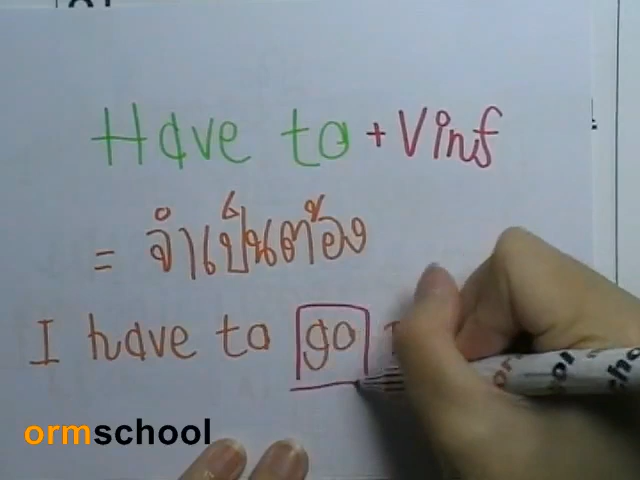 Have to + Vinf
= จำเป็นต้อง
I have to go
ormschool